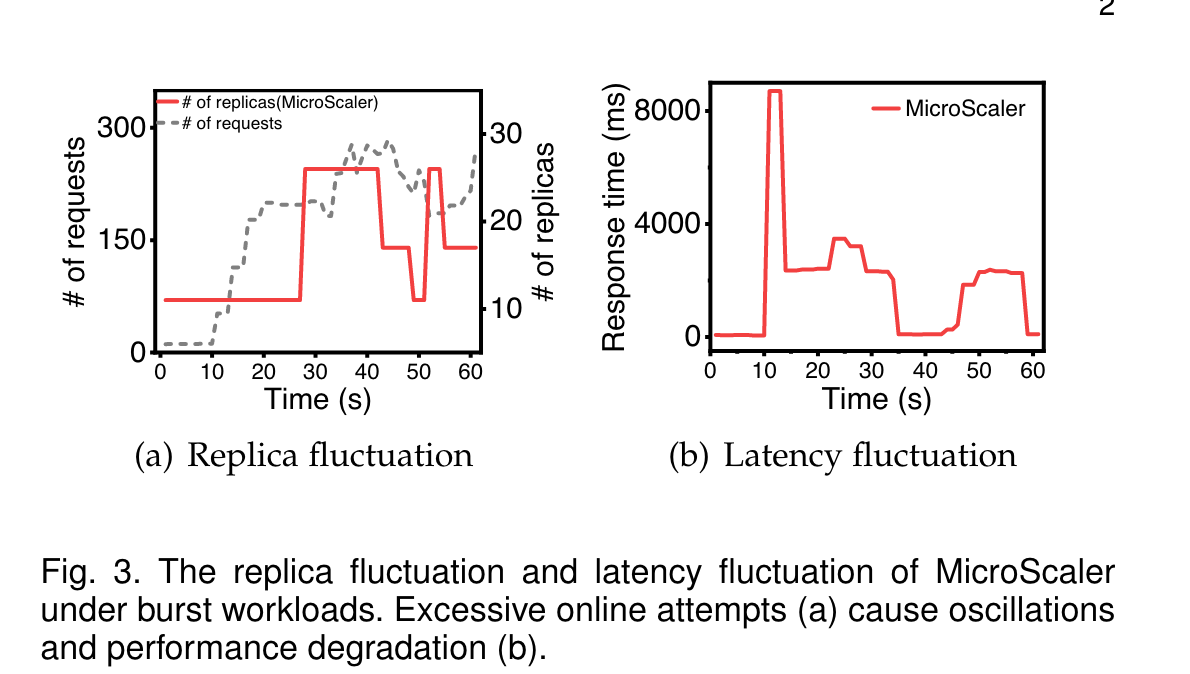 2
# of replicas(MicroScaler)
# of requests
300
150
0
# of requests
30
20
10
# of replicas
0 10 20 30 40 50 60
Time (s)
(a) Replica fluctuation
MicroScaler
8000
4000
0
Response time (ms)
0 10 20 30 40 50 60
Time (s)
(b) Latency fluctuation
Fig. 3. The replica fluctuation and latency fluctuation of MicroScaler
under burst workloads. Excessive online attempts (a) cause oscillations
and performance degradation (b).